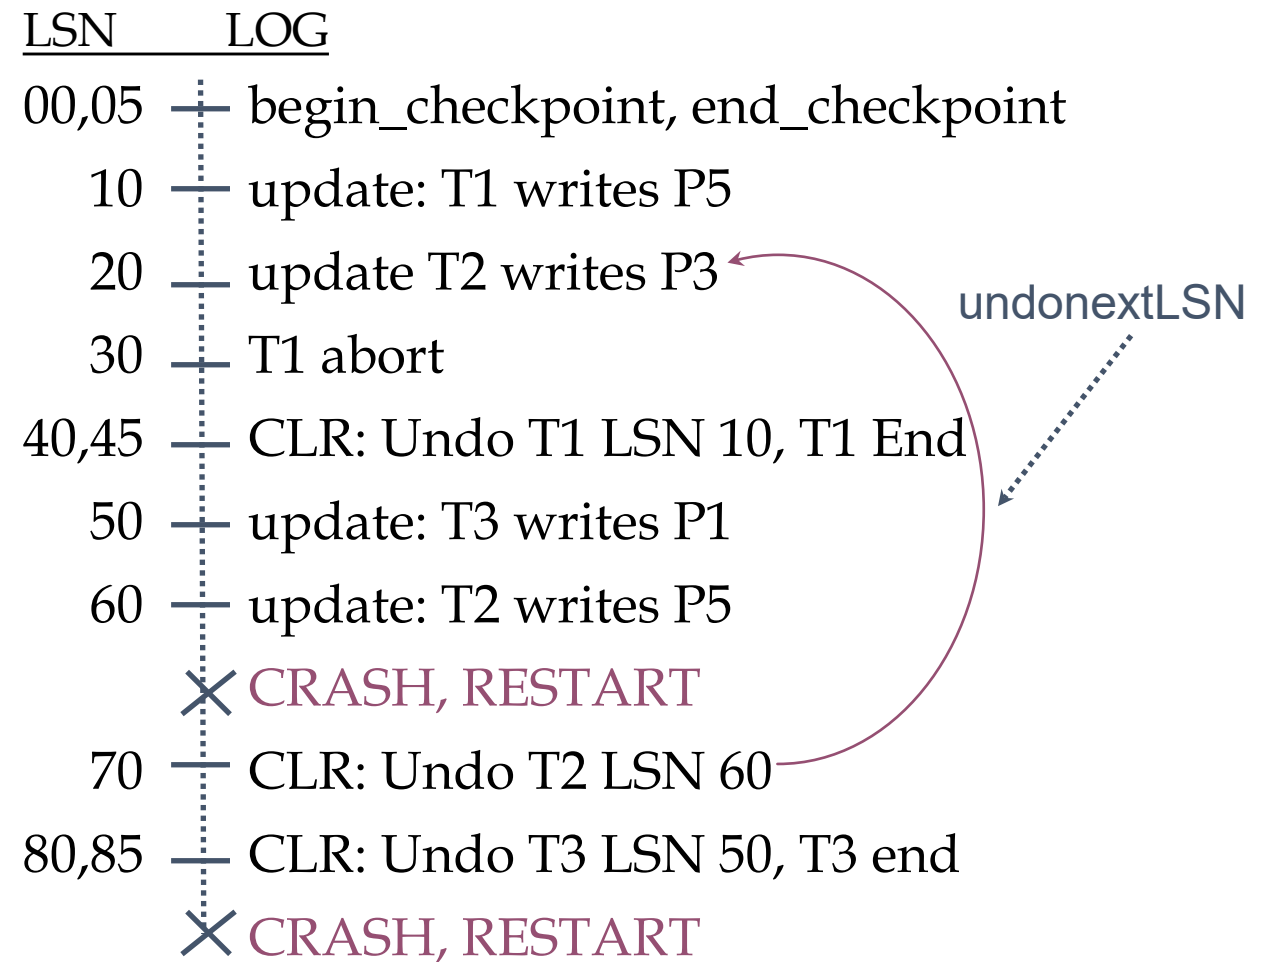 LSN LOG
00,05 begin_checkpoint, end_checkpoint
10 update: T1 writes P5
20 update T2 writes P3
undonextLSN
30 T1 abort
40,45 CLR: Undo T1 LSN 10, T1 End
50 update: T3 writes P1
60 update: T2 writes P5
CRASH, RESTART
70 CLR: Undo T2 LSN 60
80,85 CLR: Undo T3 LSN 50, T3 end
CRASH, RESTART